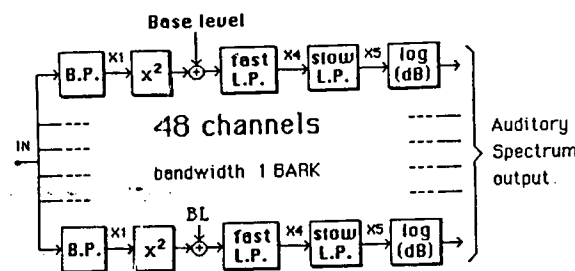 Base level
B.P. X1 x² + fast L.P. X4 slow L.P. X5 log (dB)
IN
48 channels
bandwidth 1 BARK
Auditory
Spectrum
output
BL
B.P. X1 x² + fast L.P. X4 slow L.P. X5 log (dB)